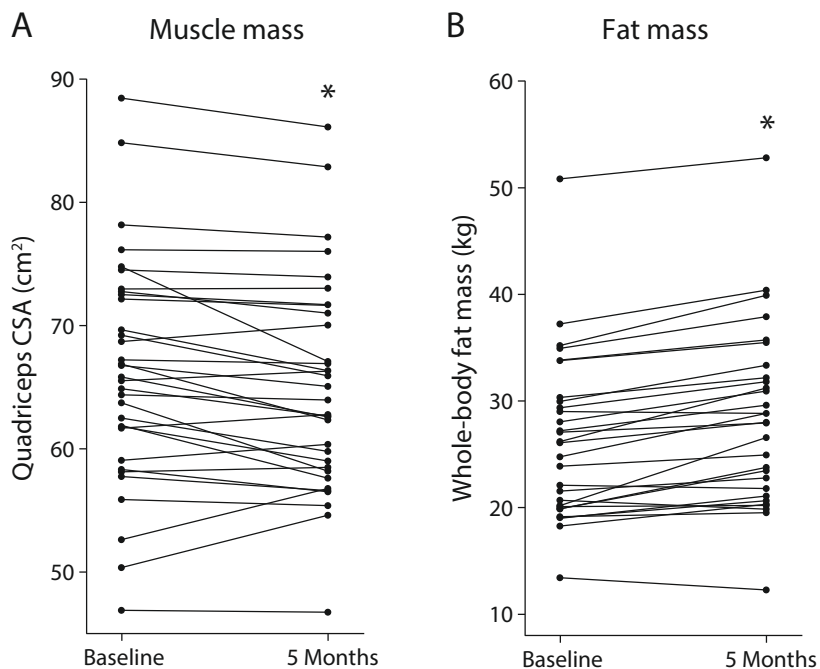 A
Muscle mass
Quadriceps CSA (cm²)
90
80
70
60
50
*
Baseline
5 Months
B
Fat mass
Whole-body fat mass (kg)
60
50
40
30
20
10
*
Baseline
5 Months